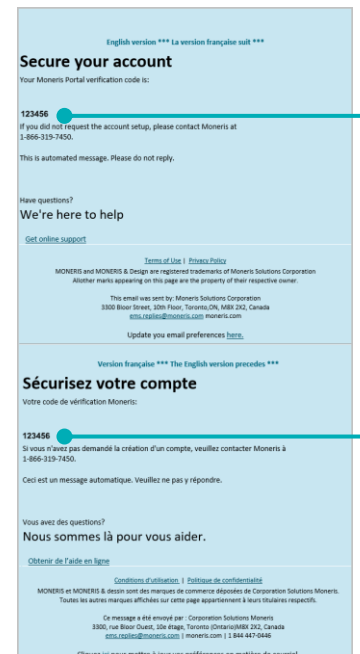 English version *** La version française suit ***
Secure your account
Your Moneris Portal verification code is:
123456
If you did not request the account setup, please contact Moneris at
1-866-319-7450.
This is automated message. Please do not reply.
Have questions?
We're here to help
Get online support
Terms of Use | Privacy Policy
MONERIS and MONERIS & Design are registered trademarks of Moneris Solutions Corporation
Allother marks appearing on this page are the property of their respective owner.
This email was sent by: Moneris Solutions Corporation
3300 Bloor Street, 10th Floor, Toronto,ON, M8X 2X2, Canada
ems.replies@moneris.com moneris.com
Update you email preferences here.
Version française *** The English version precedes ***
Sécurisez votre compte
Votre code de vérification Moneris:
123456
Si vous n'avez pas demandé la création d'un compte, veuillez contacter Moneris à
1-866-319-7450.
Ceci est un message automatique. Veuillez ne pas y répondre.
Vous avez des questions?
Nous sommes là pour vous aider.
Obtenir de l'aide en ligne
Conditions d'utilisation | Politique de confidentialité
MONERIS et MONERIS & dessin sont des marques de commerce déposées de Corporation Solutions Moneris.
Toutes les autres marques affichées sur cette page appartiennent à leurs titulaires respectifs.
Ce message a été envoyé par : Corporation Solutions Moneris
3300, rue Bloor Ouest, 10e étage, Toronto (Ontario)M8X 2X2, Canada
ems.replies@moneris.com | moneris.com | 1 844 447-0446